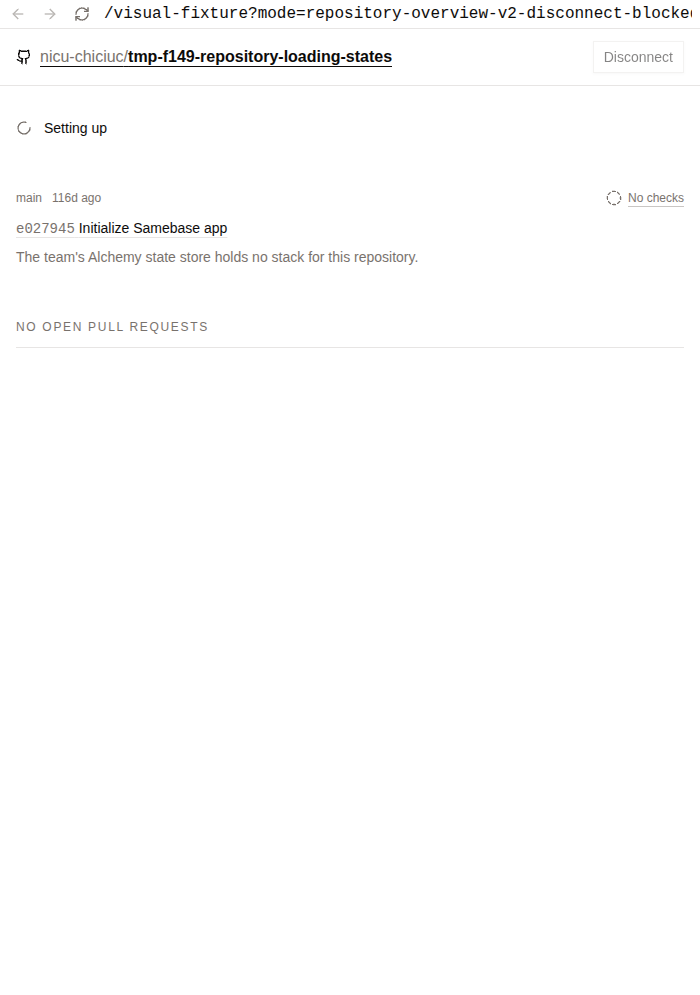 /visual-fixture?mode=repository-overview-v2-disconnect-blocked
nicu-chiciuc/tmp-f149-repository-loading-states
Disconnect
Setting up
main 116d ago
No checks
e027945 Initialize Samebase app
The team's Alchemy state store holds no stack for this repository.
NO OPEN PULL REQUESTS